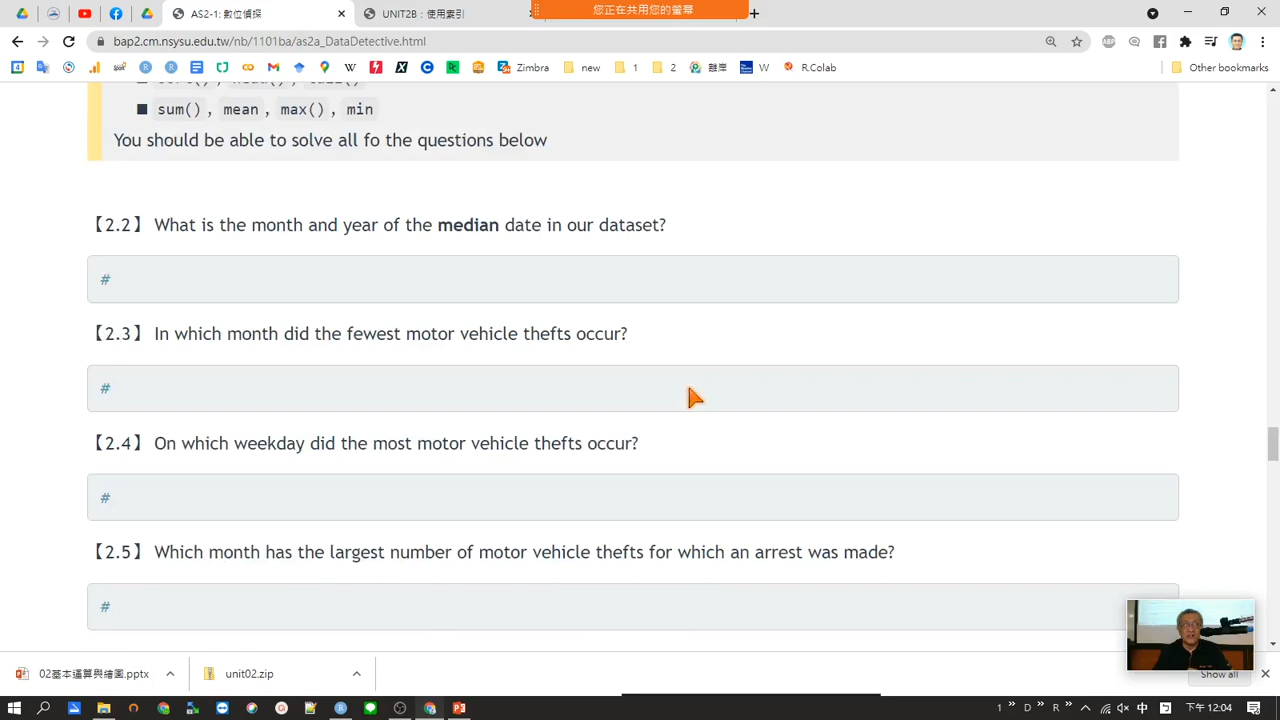 AS2-1: 數位偵探
UNIT2B：使用索引
您正在共用您的螢幕
bap2.cm.nsysu.edu.tw/nb/1101ba/as2a_DataDetective.html
Zimbra
new
1
2
離岸
W
R.Colab
Other bookmarks
sum(), mean, max(), min
You should be able to solve all fo the questions below
【2.2】 What is the month and year of the median date in our dataset?
#
【2.3】 In which month did the fewest motor vehicle thefts occur?
#
【2.4】 On which weekday did the most motor vehicle thefts occur?
#
【2.5】 Which month has the largest number of motor vehicle thefts for which an arrest was made?
#
02基本運算與繪圖.pptx
unit02.zip
Show all
1 » D » R » 中 下午 12:04